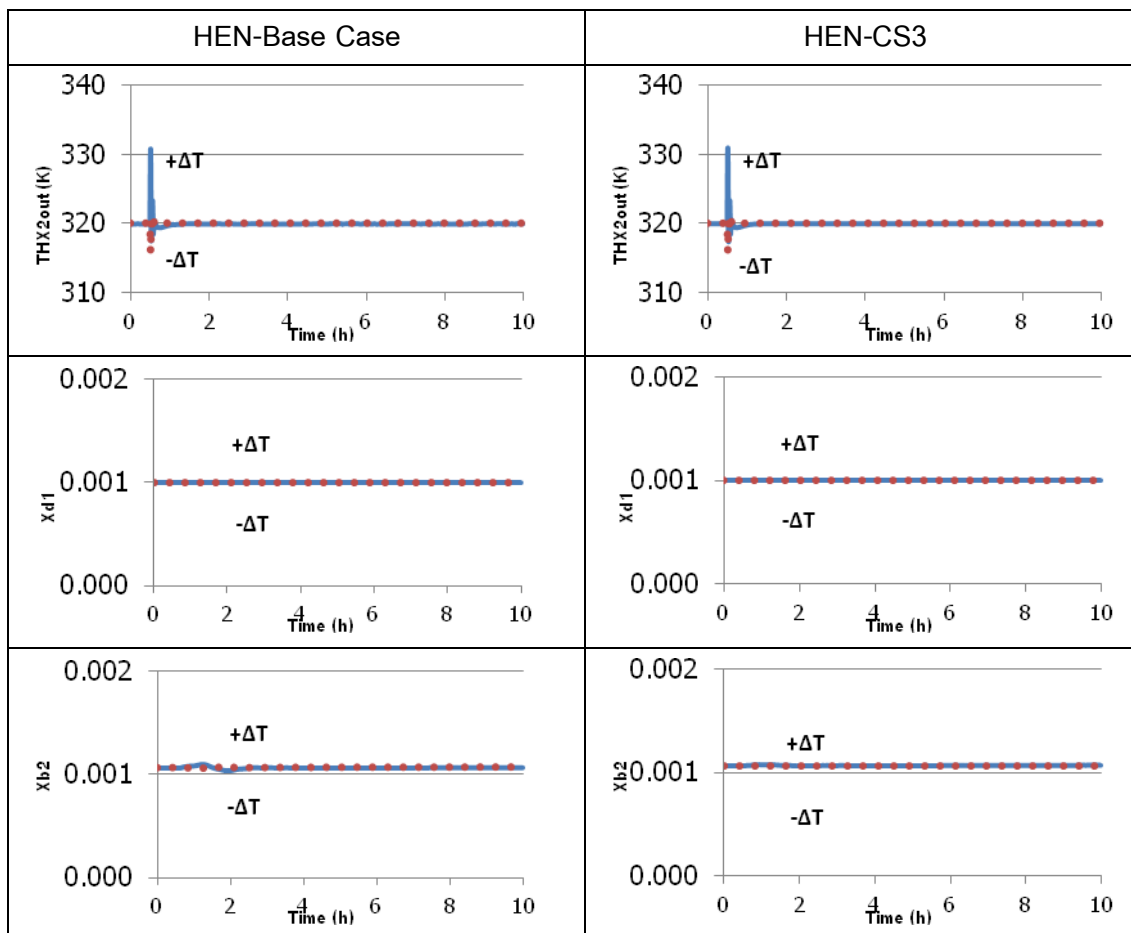 HEN-Base Case
HEN-CS3
340
330
320
310
THX2out (K)
+ΔT
-ΔT
0 2 4 6 8 10
Time (h)
340
330
320
310
THX2out (K)
+ΔT
-ΔT
0 2 4 6 8 10
Time (h)
0.002
0.001
0.000
Xd1
+ΔT
-ΔT
0 2 4 6 8 10
Time (h)
0.002
0.001
0.000
Xd1
+ΔT
-ΔT
0 2 4 6 8 10
Time (h)
0.002
0.001
0.000
Xb2
+ΔT
-ΔT
0 2 4 6 8 10
Time (h)
0.002
0.001
0.000
Xb2
+ΔT
-ΔT
0 2 4 6 8 10
Time (h)